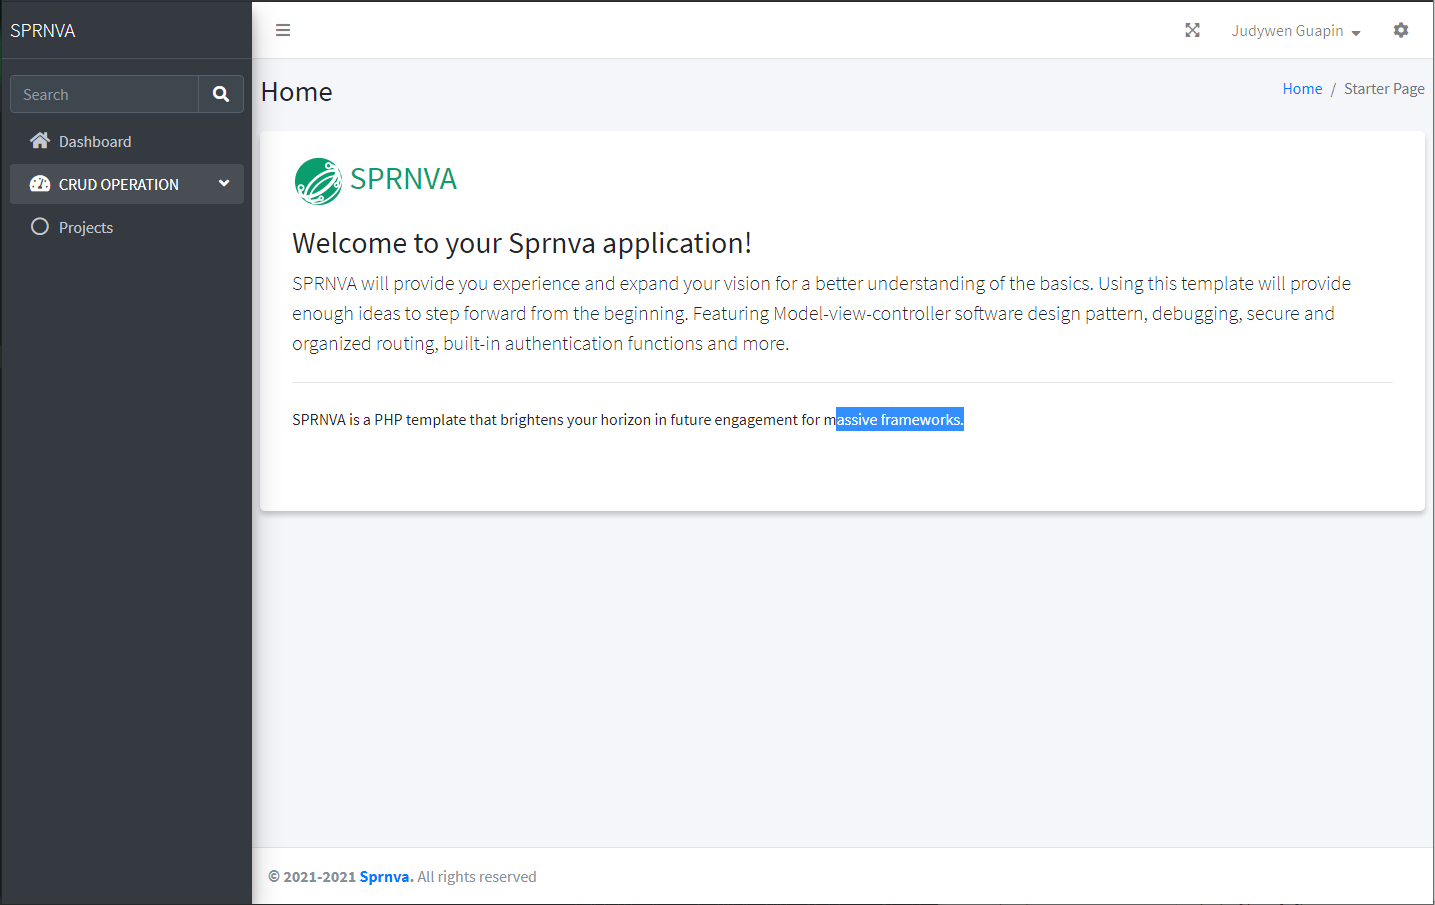 SPRNVA
Judywen Guapin
Search
Dashboard
CRUD OPERATION
Projects
Home
Home / Starter Page
SPRNVA
Welcome to your Sprnva application!
SPRNVA will provide you experience and expand your vision for a better understanding of the basics. Using this template will provide
enough ideas to step forward from the beginning. Featuring Model-view-controller software design pattern, debugging, secure and
organized routing, built-in authentication functions and more.
SPRNVA is a PHP template that brightens your horizon in future engagement for massive frameworks.
© 2021-2021 Sprnva. All rights reserved